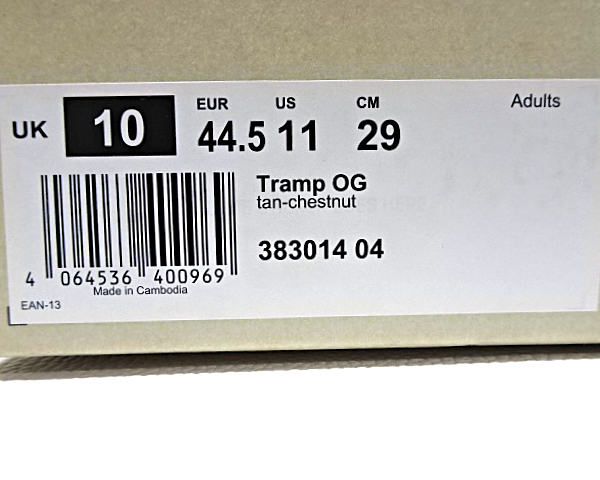 EUR US CM Adults
UK 10 44.5 11 29
Tramp OG
tan-chestnut
383014 04
4 064536 400969
Made in Cambodia
EAN-13